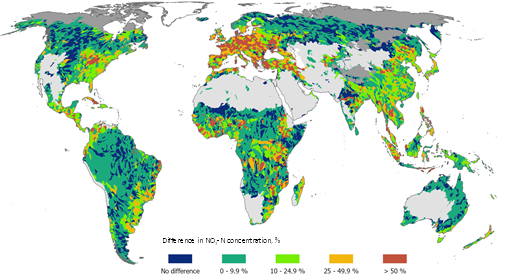 Difference in NO₃-N concentration, %
No difference
0 - 9.9 %
10 - 24.9 %
25 - 49.9 %
> 50 %